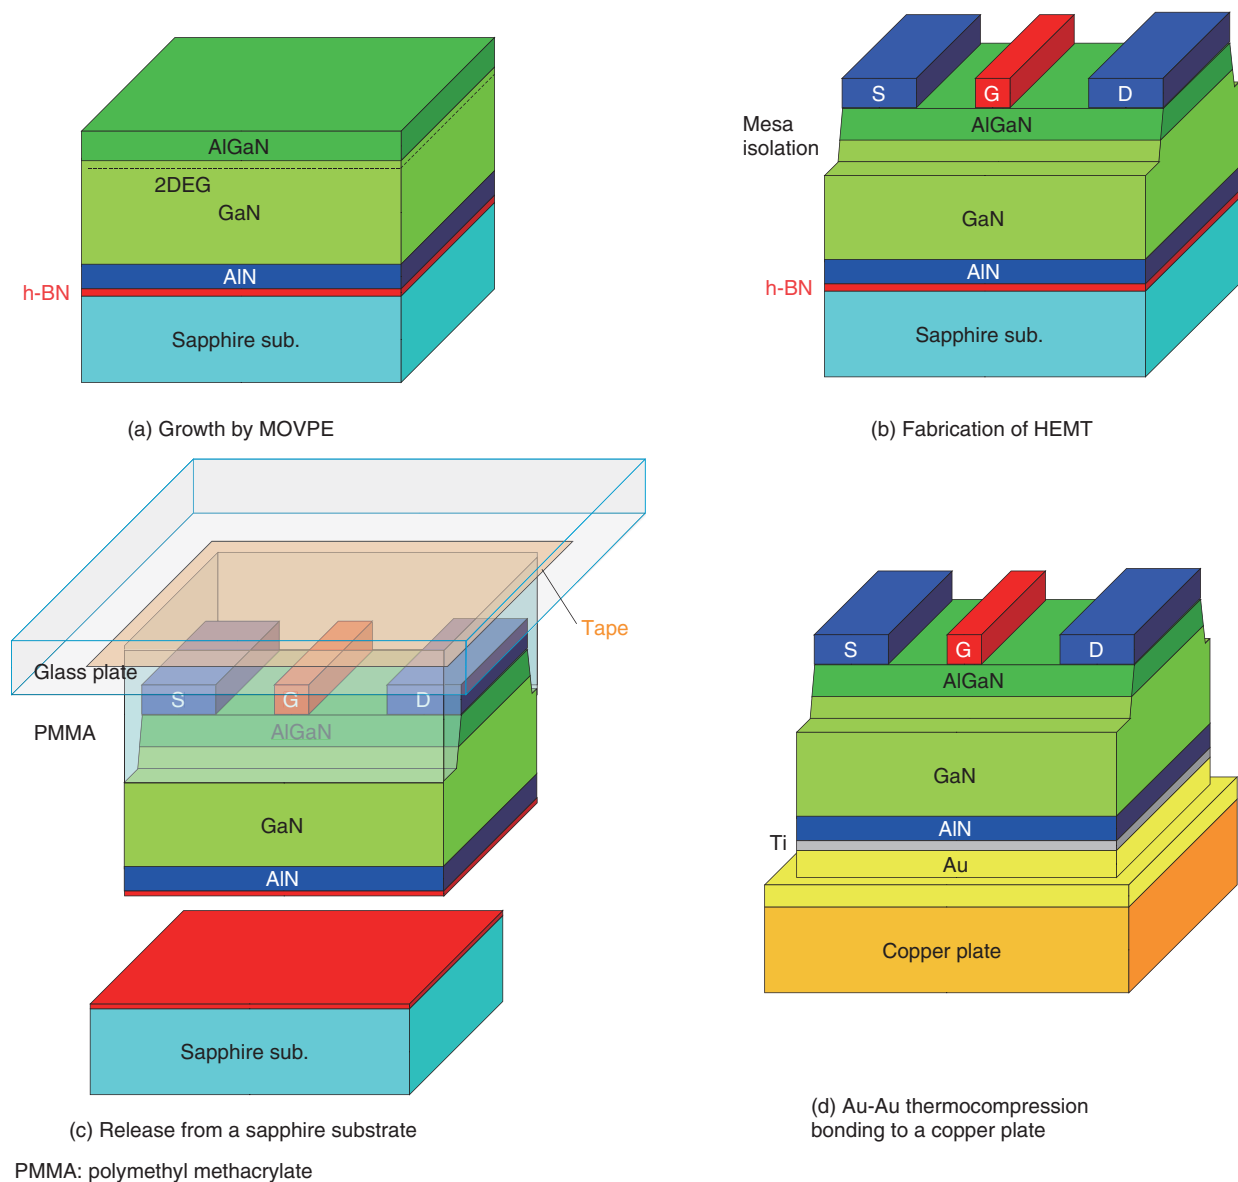 AlGaN
2DEG
GaN
AlN
h-BN
Sapphire sub.
(a) Growth by MOVPE
S
G
D
Mesa
isolation
AlGaN
GaN
AlN
h-BN
Sapphire sub.
(b) Fabrication of HEMT
Tape
Glass plate
S
G
D
PMMA
AlGaN
GaN
AlN
Sapphire sub.
(c) Release from a sapphire substrate
S
G
D
AlGaN
GaN
AlN
Ti
Au
Copper plate
(d) Au-Au thermocompression
bonding to a copper plate
PMMA: polymethyl methacrylate